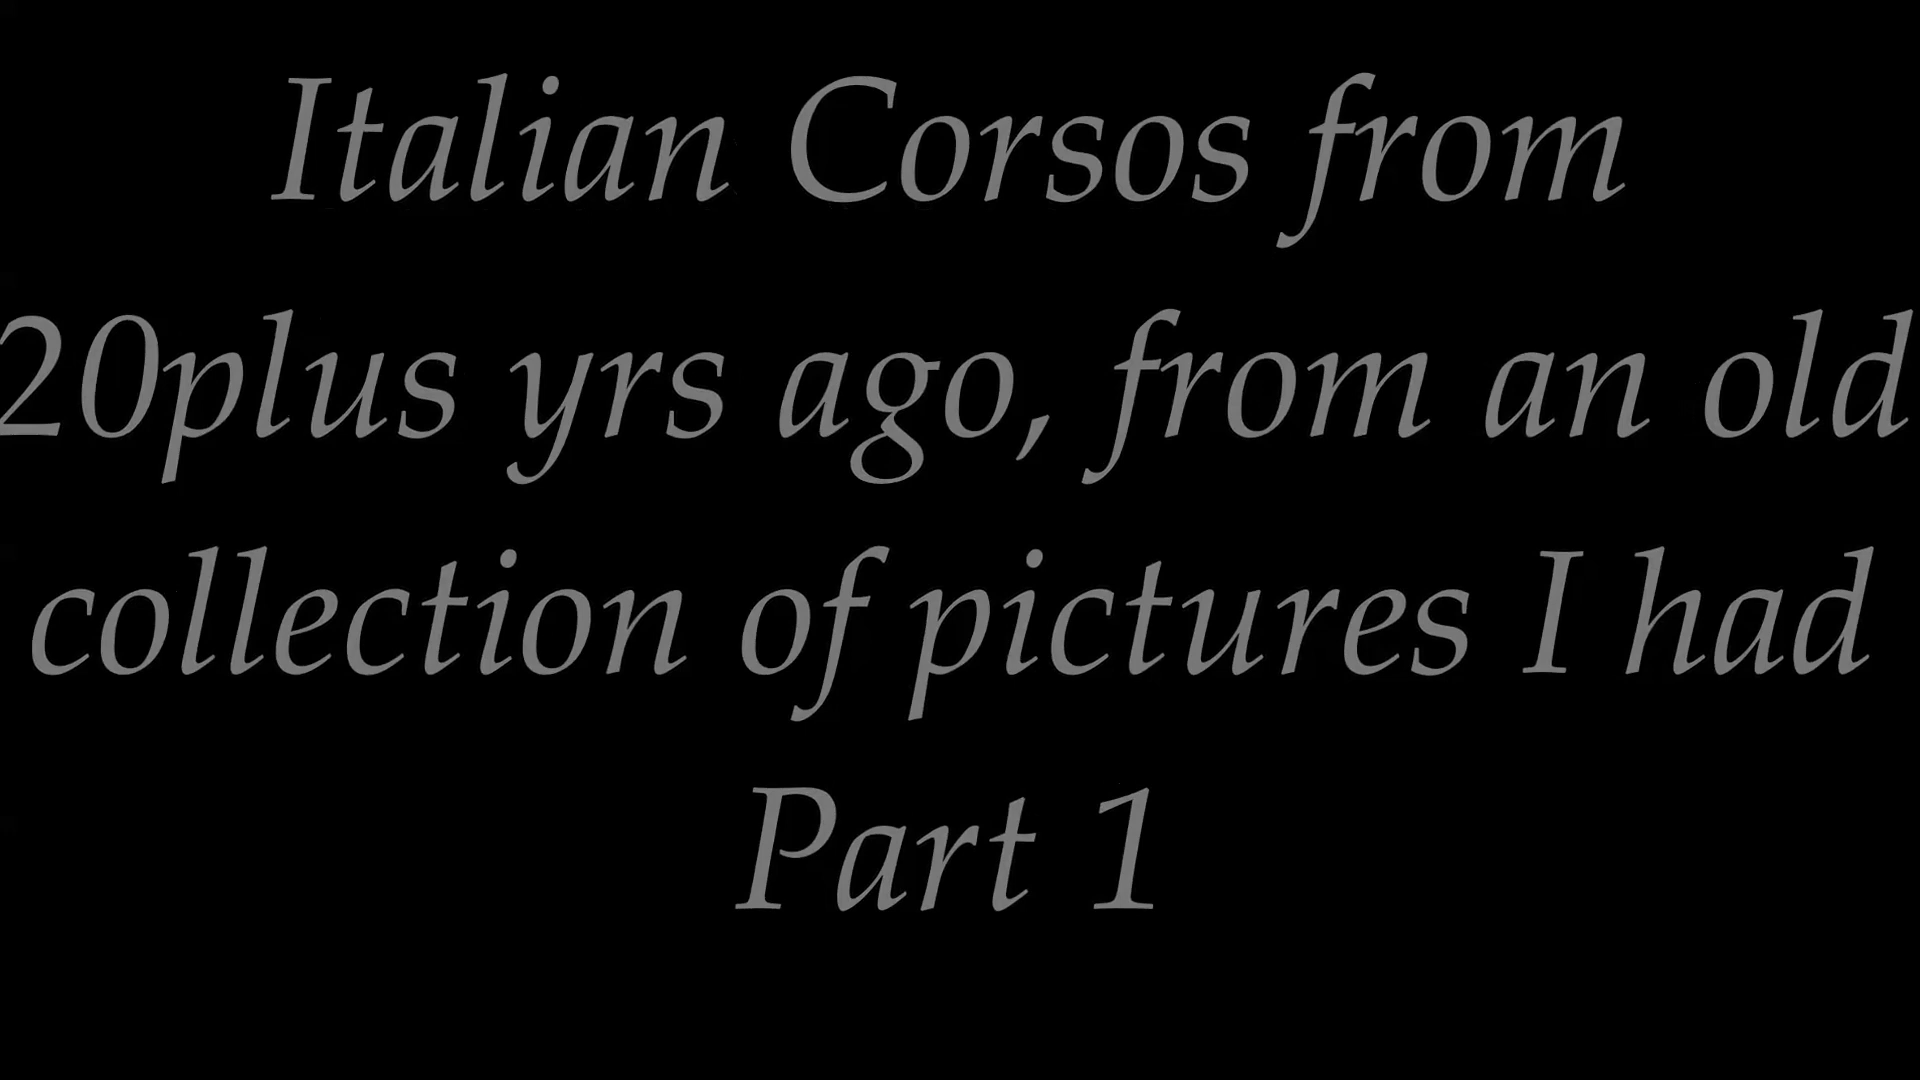 Italian Corsos from
20plus yrs ago, from an old
collection of pictures I had
Part 1